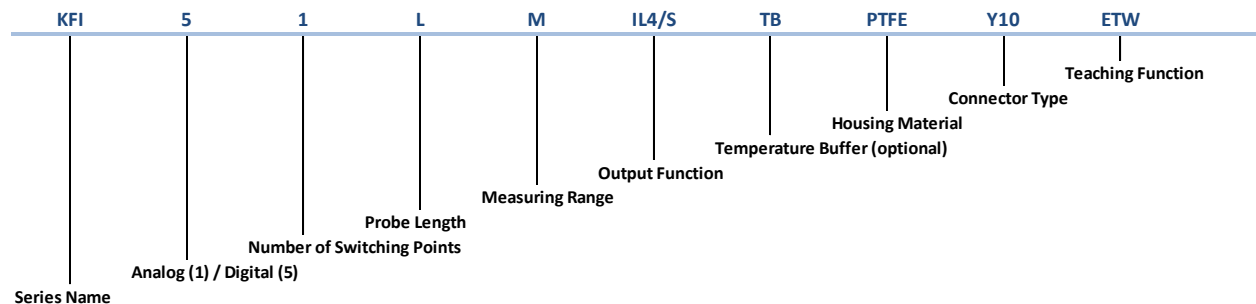 KFI 5 1 L M IL4/S TB PTFE Y10 ETW
Teaching Function
Connector Type
Housing Material
Temperature Buffer (optional)
Output Function
Measuring Range
Probe Length
Number of Switching Points
Analog (1) / Digital (5)
Series Name